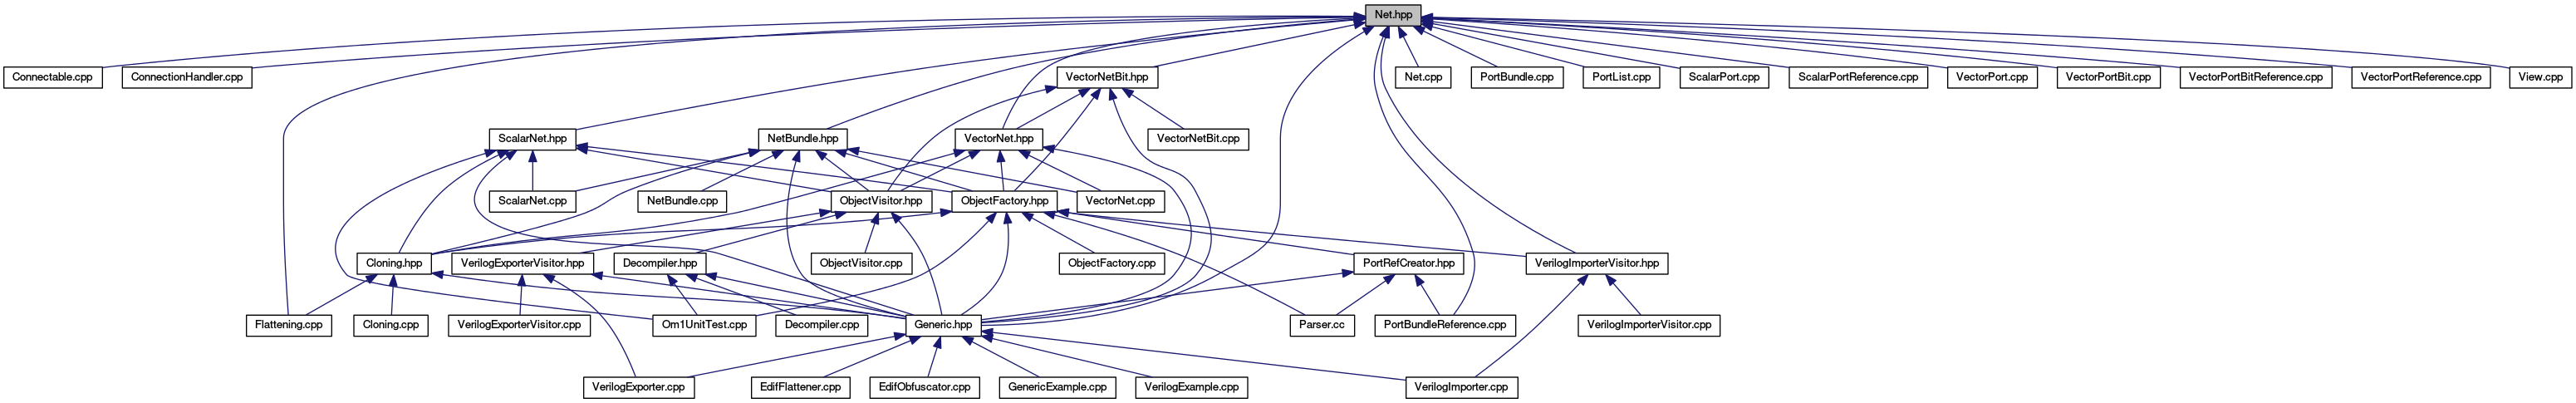 Net.hpp
Connectable.cpp
ConnectionHandler.cpp
VectorNetBit.hpp
Net.cpp
PortBundle.cpp
PortList.cpp
ScalarPort.cpp
ScalarPortReference.cpp
VectorPort.cpp
VectorPortBit.cpp
VectorPortBitReference.cpp
VectorPortReference.cpp
View.cpp
ScalarNet.hpp
NetBundle.hpp
VectorNet.hpp
VectorNetBit.cpp
ScalarNet.cpp
NetBundle.cpp
ObjectVisitor.hpp
ObjectFactory.hpp
VectorNet.cpp
Cloning.hpp
VerilogExporterVisitor.hpp
Decompiler.hpp
ObjectVisitor.cpp
ObjectFactory.cpp
PortRefCreator.hpp
VerilogImporterVisitor.hpp
Flattening.cpp
Cloning.cpp
VerilogExporterVisitor.cpp
Om1UnitTest.cpp
Decompiler.cpp
Generic.hpp
Parser.cc
PortBundleReference.cpp
VerilogImporterVisitor.cpp
VerilogExporter.cpp
EdifFlattener.cpp
EdifObfuscator.cpp
GenericExample.cpp
VerilogExample.cpp
VerilogImporter.cpp